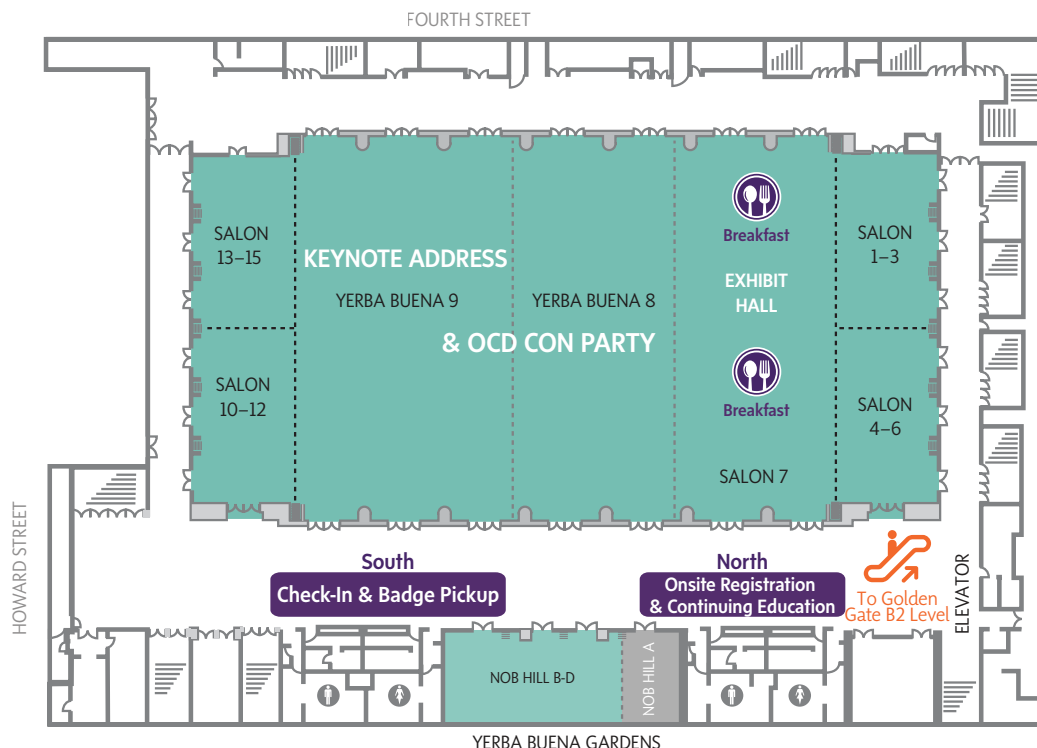 FOURTH STREET
Breakfast
SALON
13–15
SALON
1–3
KEYNOTE ADDRESS
EXHIBIT
HALL
YERBA BUENA 9
YERBA BUENA 8
& OCD CON PARTY
SALON
10–12
Breakfast
SALON
4–6
SALON 7
HOWARD STREET
South
Check-In & Badge Pickup
North
Onsite Registration
& Continuing Education
To Golden
Gate B2 Level
ELEVATOR
NOB HILL B-D
NOB HILL A
YERBA BUENA GARDENS